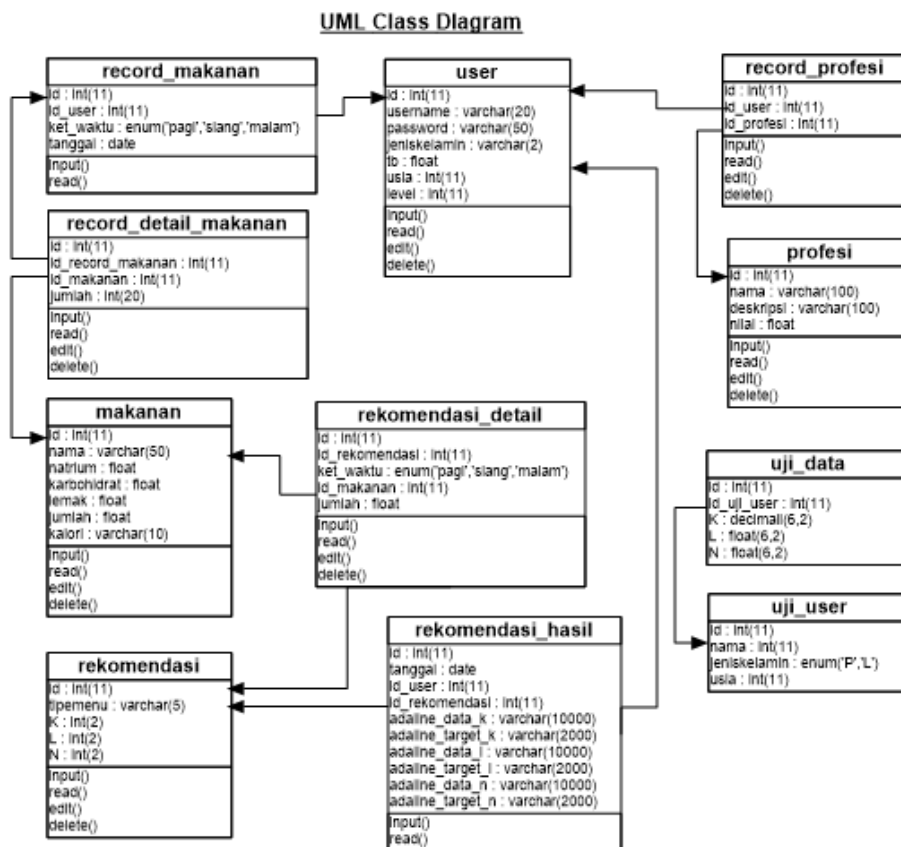 UML Class Diagram
record_makanan
id : int(11)
id_user : int(11)
ket_waktu : enum('pagi','siang','malam')
tanggal : date
input()
read()
user
id : int(11)
username : varchar(20)
password : varchar(50)
jeniskelamin : varchar(2)
tb : float
usia : int(11)
level : int(11)
input()
read()
edit()
delete()
record_profesi
id : int(11)
id_user : int(11)
id_profesi : int(11)
input()
read()
edit()
delete()
record_detail_makanan
id : int(11)
id_record_makanan : int(11)
id_makanan : int(11)
jumlah : int(20)
input()
read()
edit()
delete()
profesi
id : int(11)
nama : varchar(100)
deskripsi : varchar(100)
nilai : float
input()
read()
edit()
delete()
makanan
id : int(11)
nama : varchar(50)
natrium : float
karbohidrat : float
lemak : float
jumlah : float
kalori : varchar(10)
input()
read()
edit()
delete()
rekomendasi_detail
id : int(11)
id_rekomendasi : int(11)
ket_waktu : enum('pagi','siang','malam')
id_makanan : int(11)
jumlah : float
input()
read()
edit()
delete()
uji_data
id : int(11)
id_uji_user : int(11)
K : decimall(6,2)
L : float(6,2)
N : float(6,2)
uji_user
id : int(11)
nama : int(11)
jeniskelamin : enum('P','L')
usia : int(11)
rekomendasi
id : int(11)
tipemenu : varchar(5)
K : int(2)
L : int(2)
N : int(2)
input()
read()
edit()
delete()
rekomendasi_hasil
id : int(11)
tanggal : date
id_user : int(11)
id_rekomendasi : int(11)
adaline_data_k : varchar(10000)
adaline_target_k : varchar(2000)
adaline_data_l : varchar(10000)
adaline_target_l : varchar(2000)
adaline_data_n : varchar(10000)
adaline_target_n : varchar(2000)
input()
read()